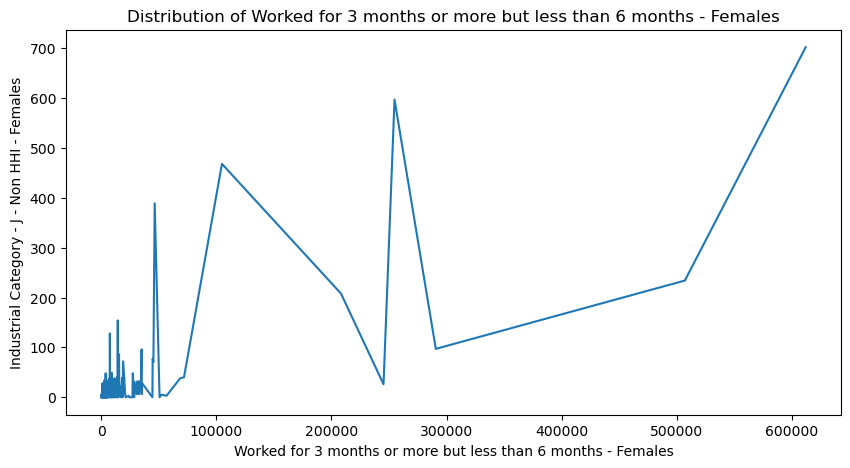 Distribution of Worked for 3 months or more but less than 6 months - Females
700
600
500
400
300
200
100
0
Industrial Category - J - Non HHI - Females
0 100000 200000 300000 400000 500000 600000
Worked for 3 months or more but less than 6 months - Females